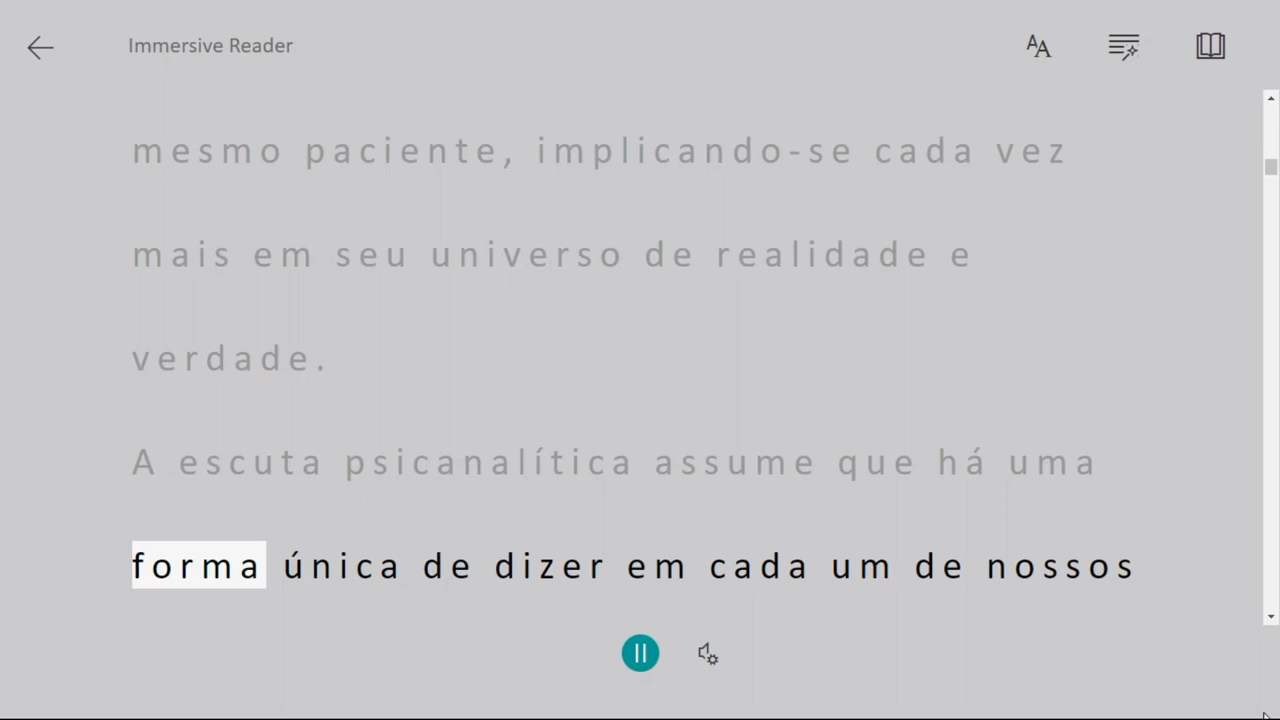 Immersive Reader
mesmo paciente, implicando-se cada vez
mais em seu universo de realidade e
verdade.
A escuta psicanalítica assume que há uma
forma única de dizer em cada um de nossos